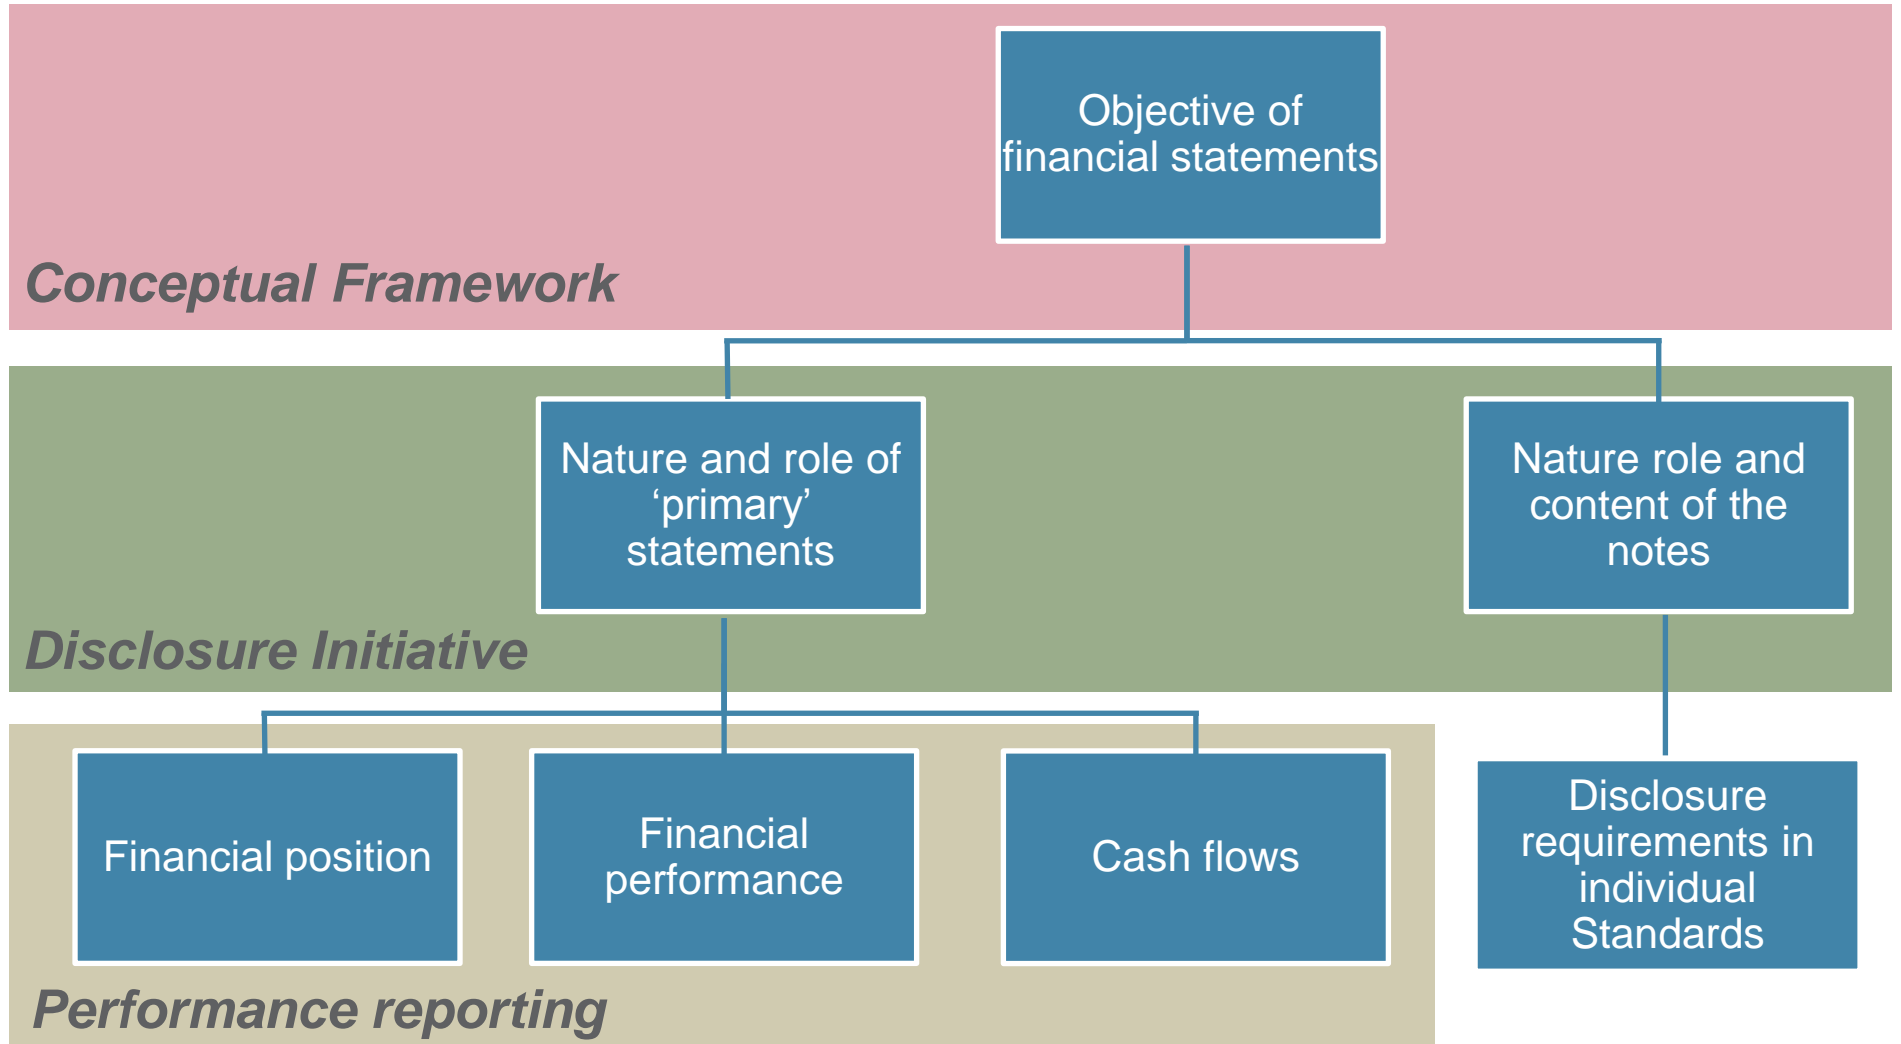 Objective of
financial statements
Conceptual Framework
Nature and role of
‘primary’
statements
Nature role and
content of the
notes
Disclosure Initiative
Financial position
Financial
performance
Cash flows
Disclosure
requirements in
individual
Standards
Performance reporting